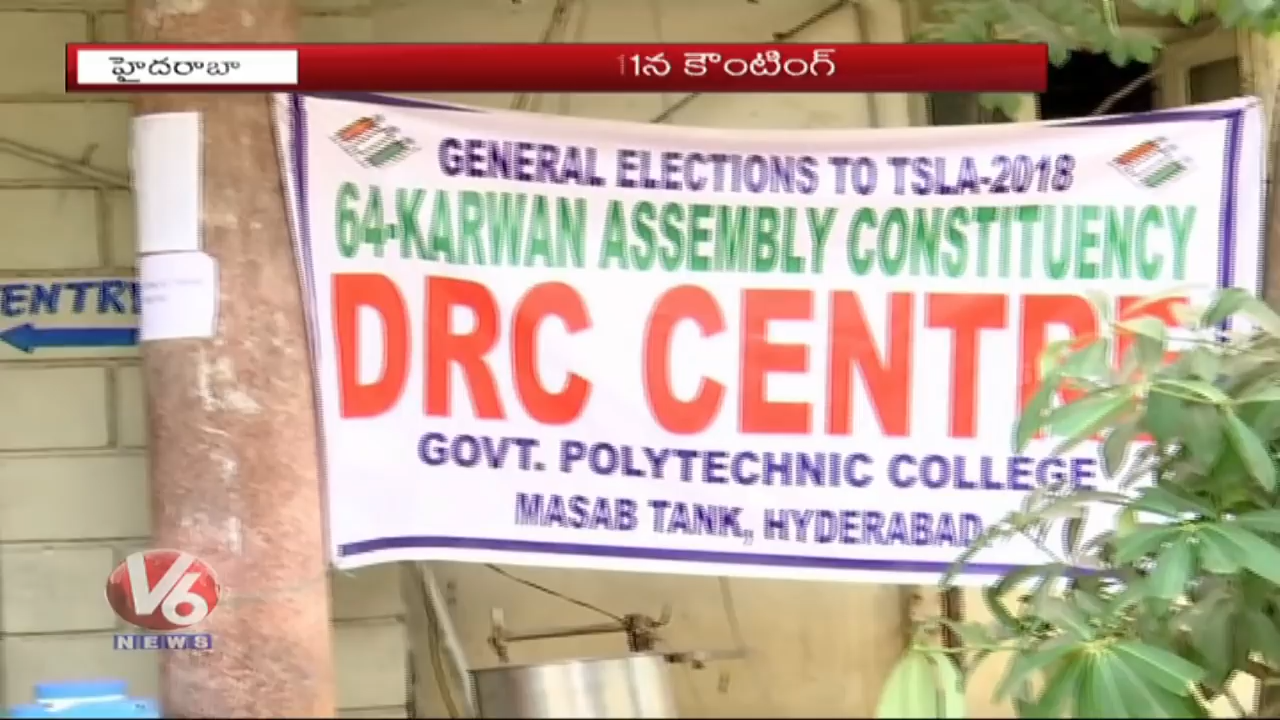 హైదరాబా
11న కౌంటింగ్
GENERAL ELECTIONS TO TSLA-2018
64-KARWAN ASSEMBLY CONSTITUENCY
DRC CENTRE
ENTRY
GOVT. POLYTECHNIC COLLEGE
MASAB TANK, HYDERABAD
V6
NEWS